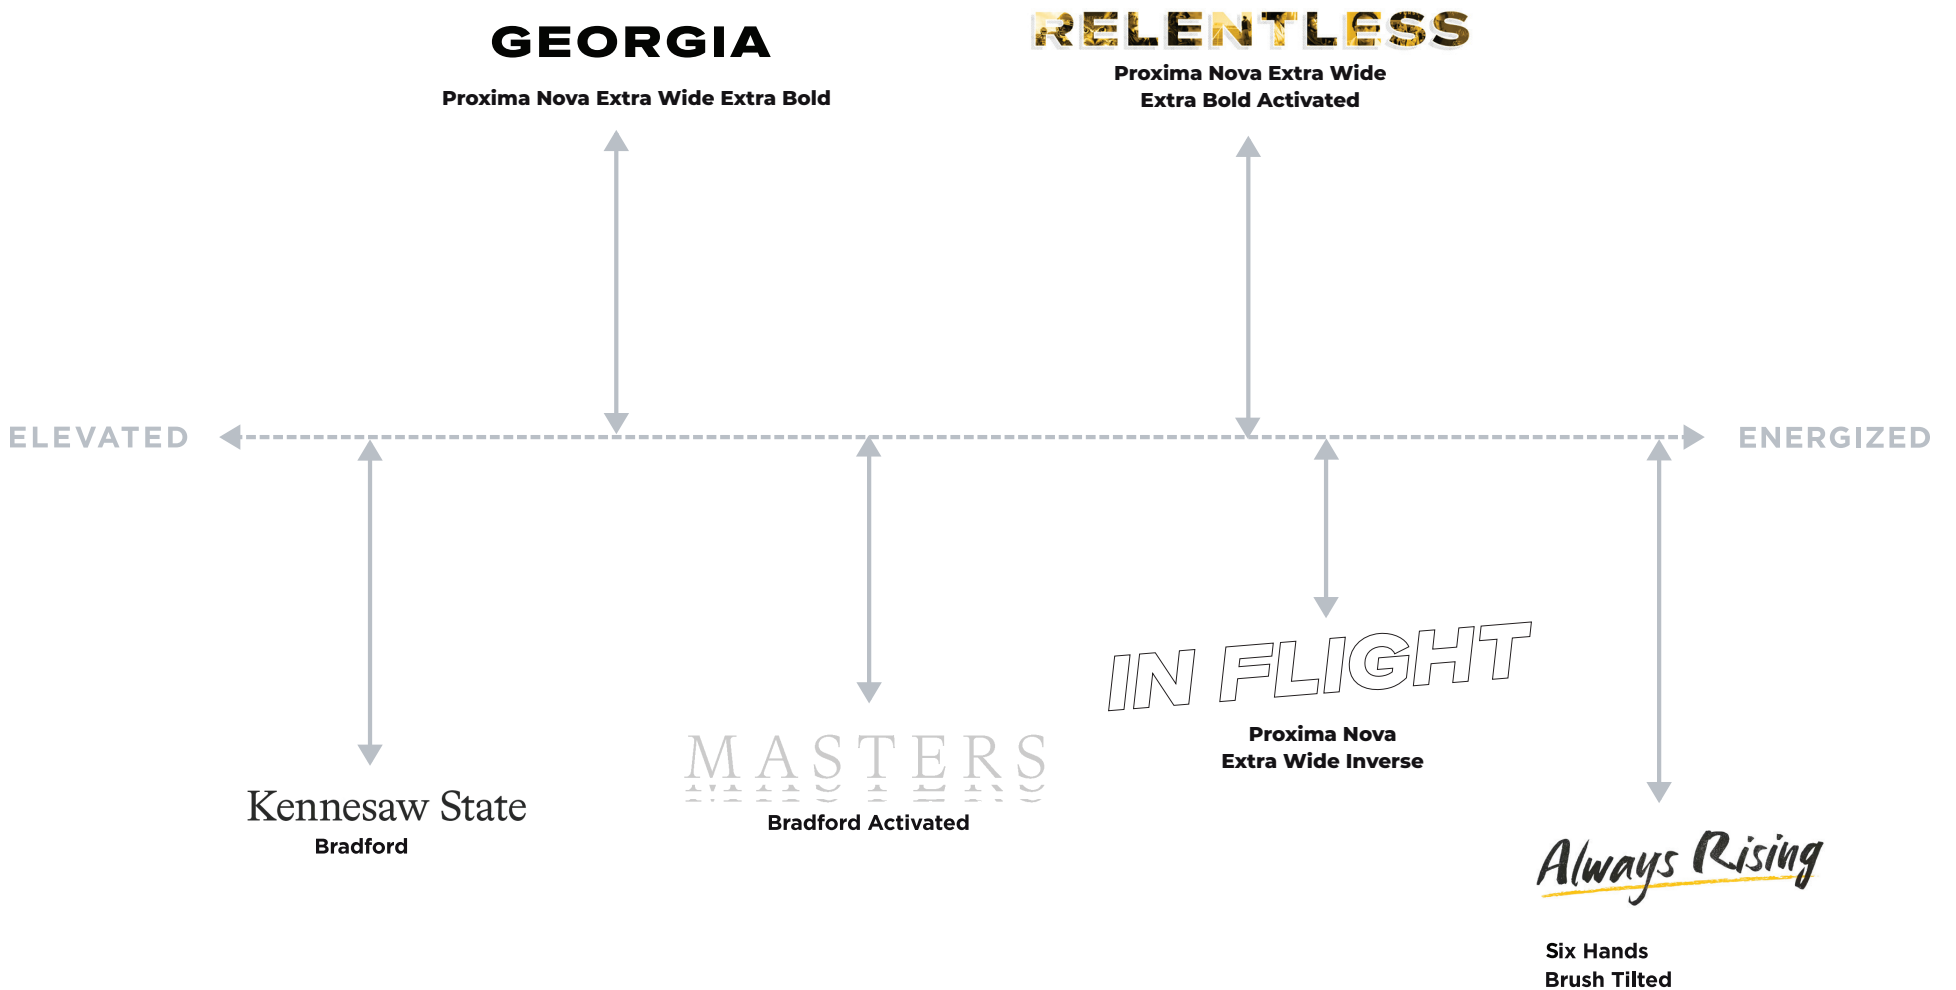 GEORGIA
Proxima Nova Extra Wide Extra Bold
RELENTLESS
Proxima Nova Extra Wide
Extra Bold Activated
ELEVATED
ENERGIZED
Kennesaw State
Bradford
MASTERS
Bradford Activated
IN FLIGHT
Proxima Nova
Extra Wide Inverse
Always Rising
Six Hands
Brush Tilted